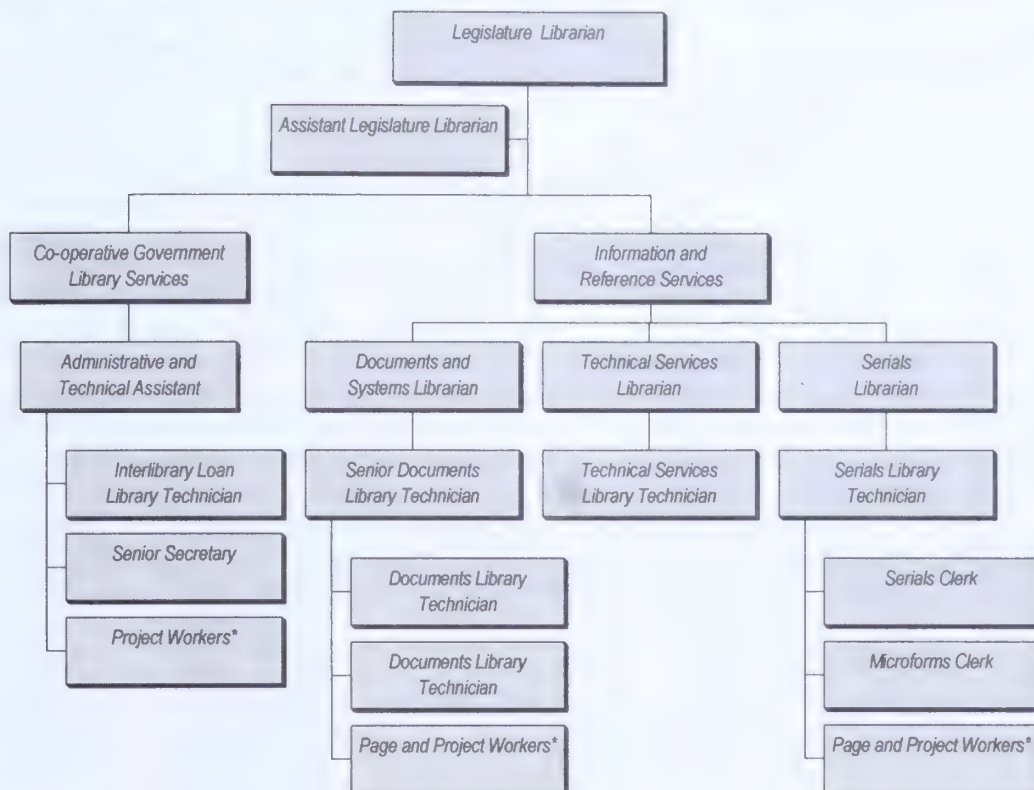 Legislature Librarian
Assistant Legislature Librarian
Co-operative Government
Library Services
Information and
Reference Services
Administrative and
Technical Assistant
Documents and
Systems Librarian
Technical Services
Librarian
Serials
Librarian
Interlibrary Loan
Library Technician
Senior Documents
Library Technician
Technical Services
Library Technician
Serials Library
Technician
Senior Secretary
Documents Library
Technician
Serials Clerk
Project Workers*
Documents Library
Technician
Microforms Clerk
Page and Project Workers*
Page and Project Workers*